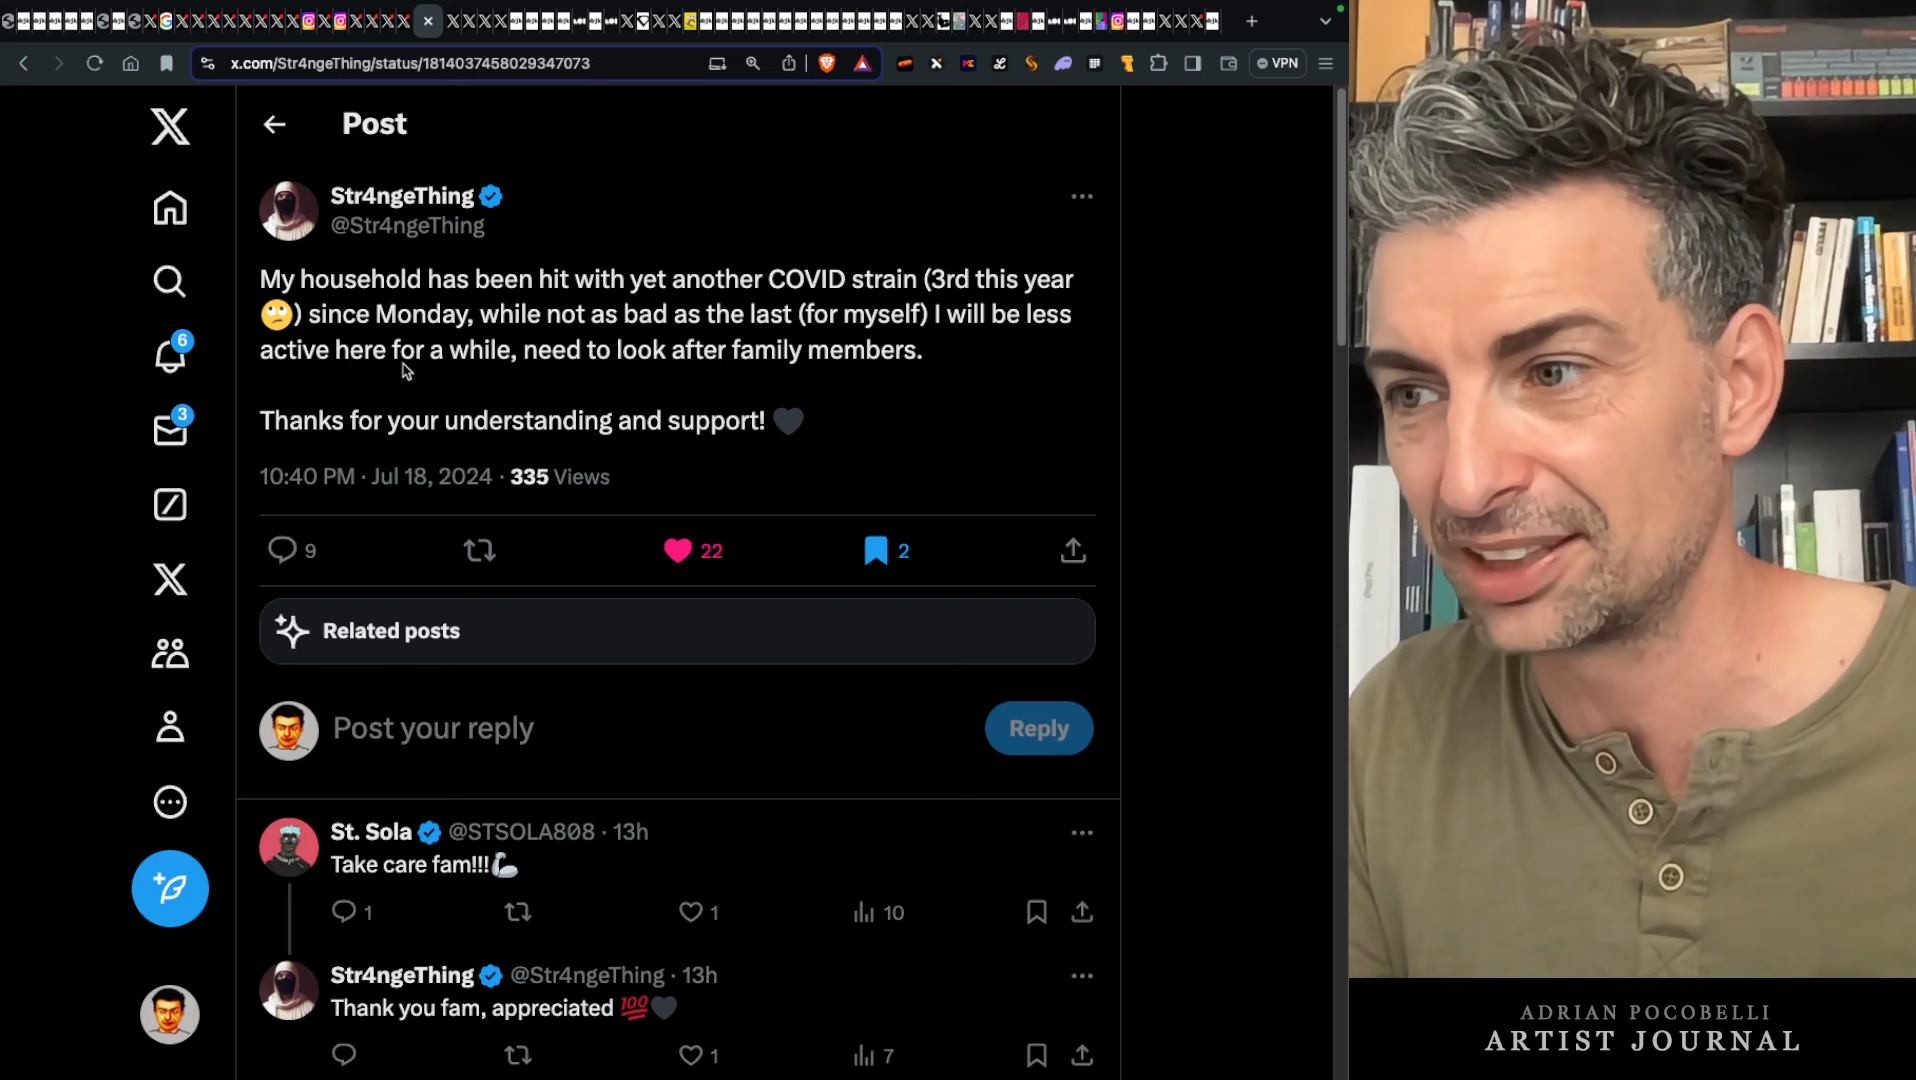 x.com/Str4ngeThing/status/1814037458029347073
VPN
Post
Str4ngeThing
@Str4ngeThing
My household has been hit with yet another COVID strain (3rd this year
🙄) since Monday, while not as bad as the last (for myself) I will be less
active here for a while, need to look after family members.
Thanks for your understanding and support! 🖤
10:40 PM · Jul 18, 2024 · 335 Views
6
3
9
22
2
Related posts
Post your reply
Reply
St. Sola @STSOLA808 · 13h
Take care fam!!!💪
1
1
10
Str4ngeThing @Str4ngeThing · 13h
Thank you fam, appreciated 💯🖤
1
7
ADRIAN POCOBELLI
ARTIST JOURNAL